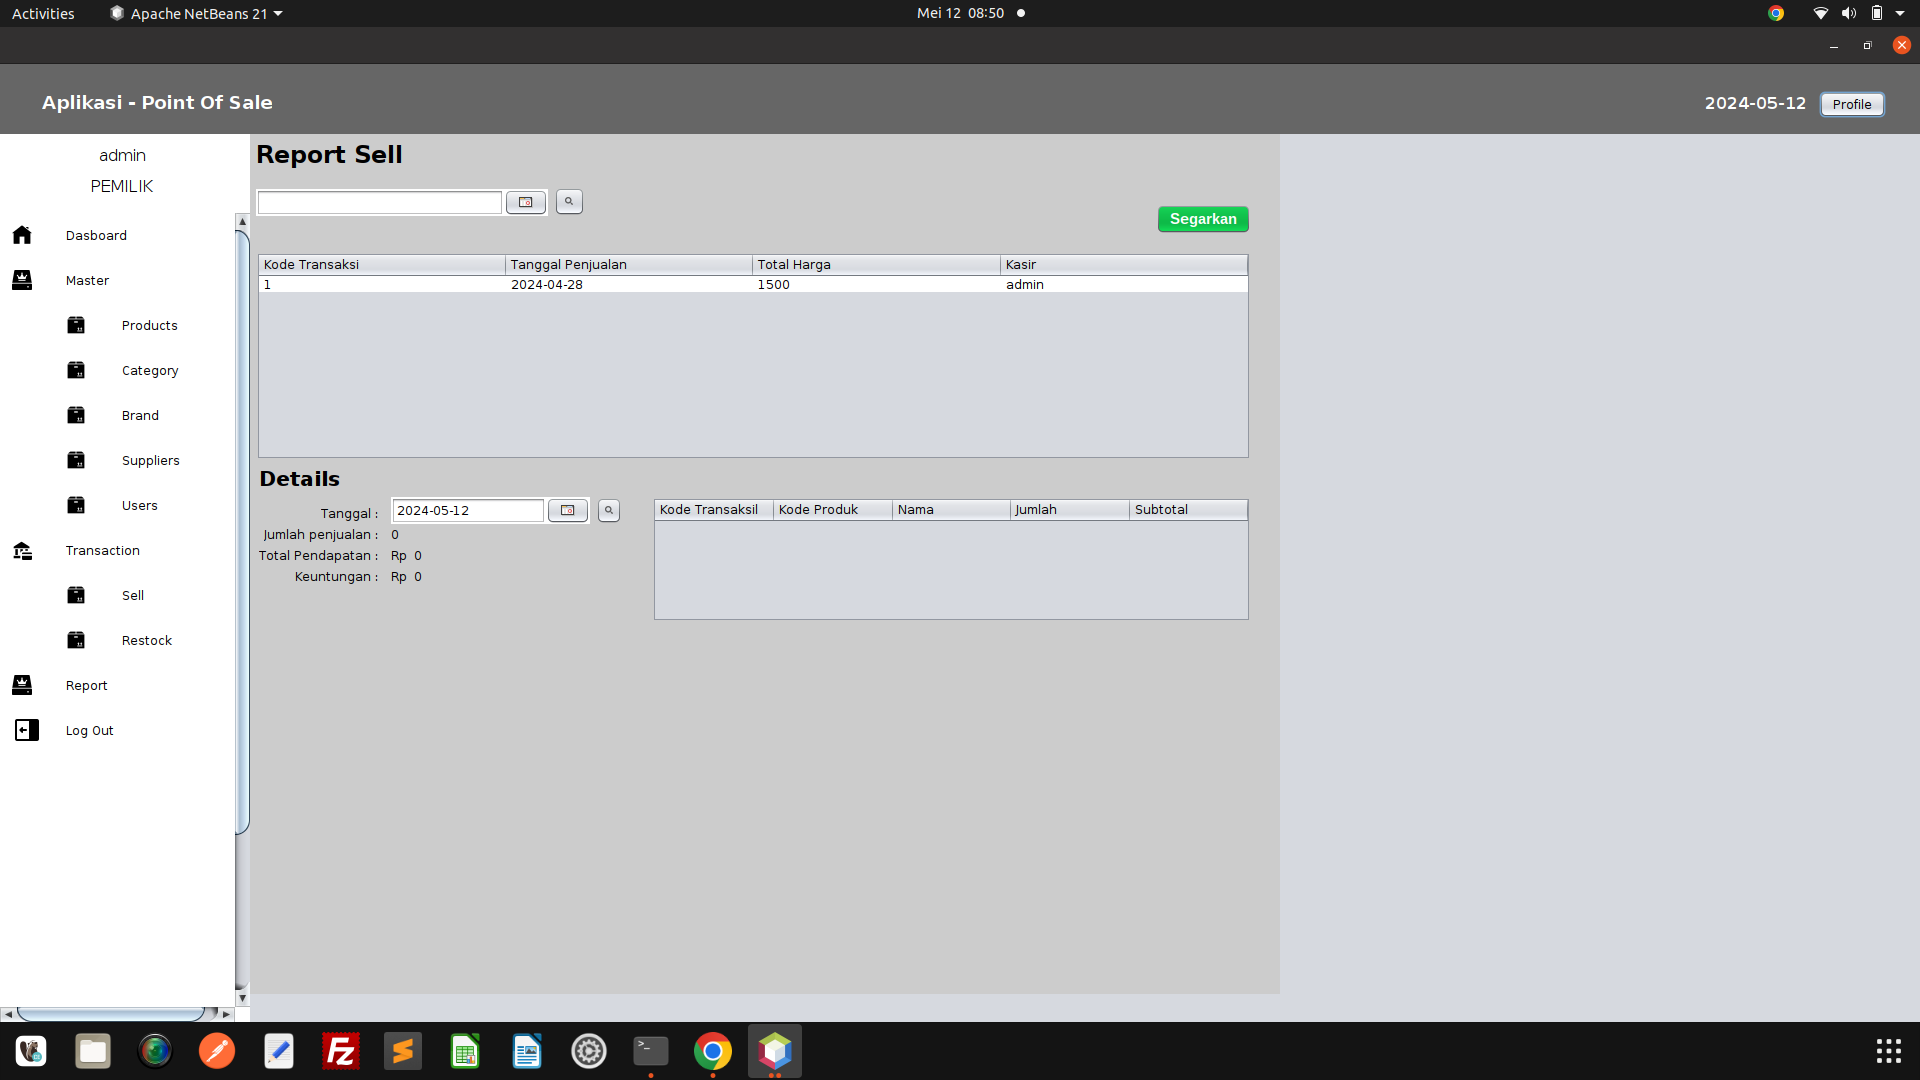 Activities Apache NetBeans 21 Mei 12 08:50
Aplikasi - Point Of Sale 2024-05-12 Profile
admin
PEMILIK
Dasboard
Master
Products
Category
Brand
Suppliers
Users
Transaction
Sell
Restock
Report
Log Out
Report Sell
Segarkan
Kode Transaksi Tanggal Penjualan Total Harga Kasir
1 2024-04-28 1500 admin
Details
Tanggal : 2024-05-12
Jumlah penjualan : 0
Total Pendapatan : Rp 0
Keuntungan : Rp 0
Kode Transaksil Kode Produk Nama Jumlah Subtotal